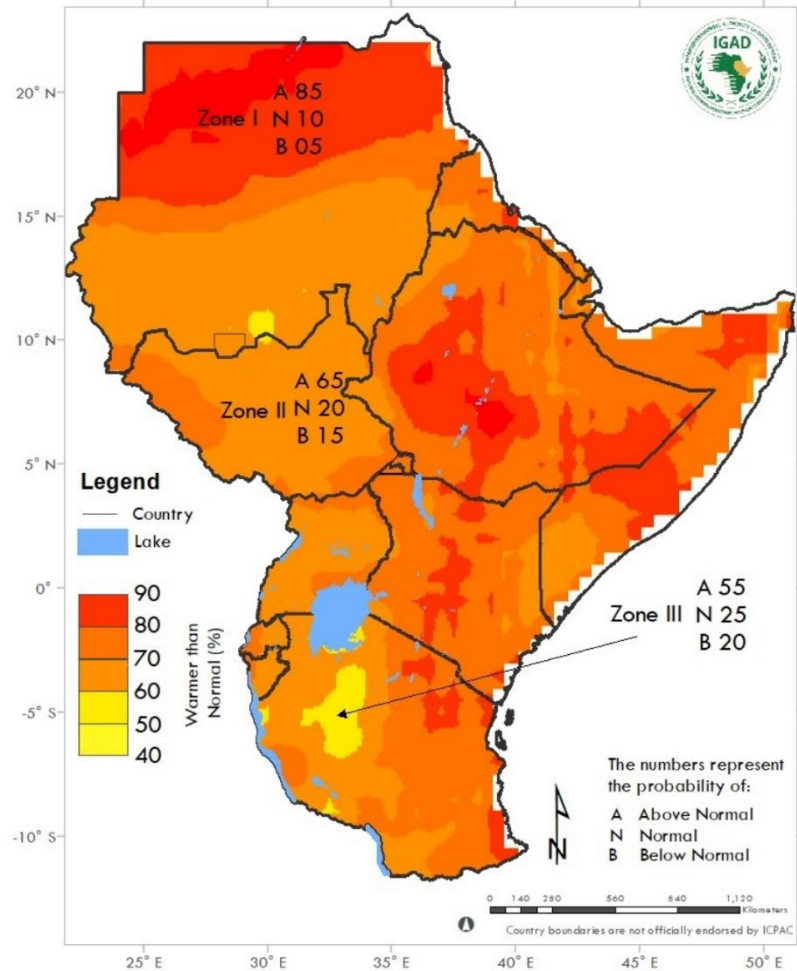 IGAD
20° N
15° N
10° N
5° N
0°
-5° S
-10° S
A 85
Zone I N 10
B 05
A 65
Zone II N 20
B 15
A 55
Zone III N 25
B 20
Legend
Country
Lake
90
80
70
60
50
40
Warmer than
Normal (%)
The numbers represent
the probability of:
A Above Normal
N Normal
B Below Normal
N
0 140 280 560 840 1,120
Kilometers
Country boundaries are not officially endorsed by ICPAC
25° E
30° E
35° E
40° E
45° E
50° E